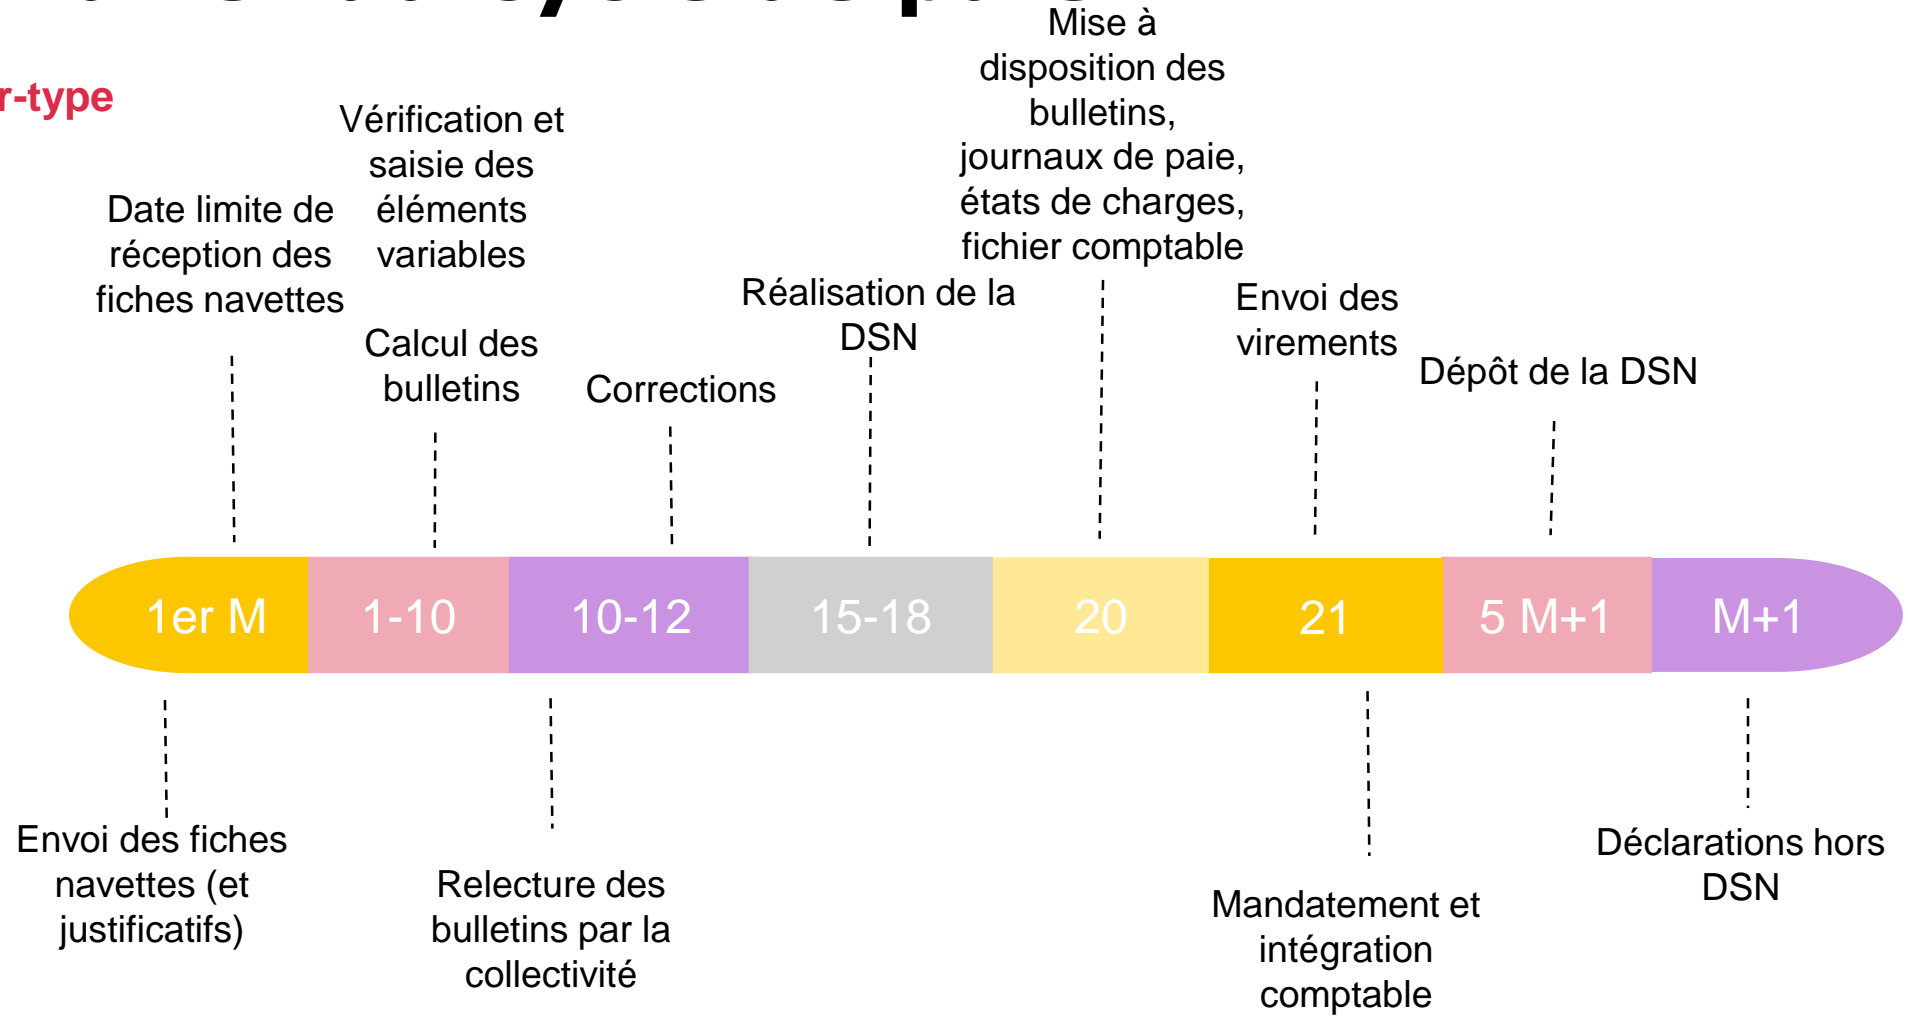 r-type
Mise à
disposition des
bulletins,
journaux de paie,
états de charges,
fichier comptable
Vérification et
saisie des
éléments
variables
Date limite de
réception des
fiches navettes
Calcul des
bulletins
Corrections
Réalisation de la
DSN
Envoi des
virements
Dépôt de la DSN
1er M
1-10
10-12
15-18
20
21
5 M+1
M+1
Envoi des fiches
navettes (et
justificatifs)
Relecture des
bulletins par la
collectivité
Mandatement et
intégration
comptable
Déclarations hors
DSN